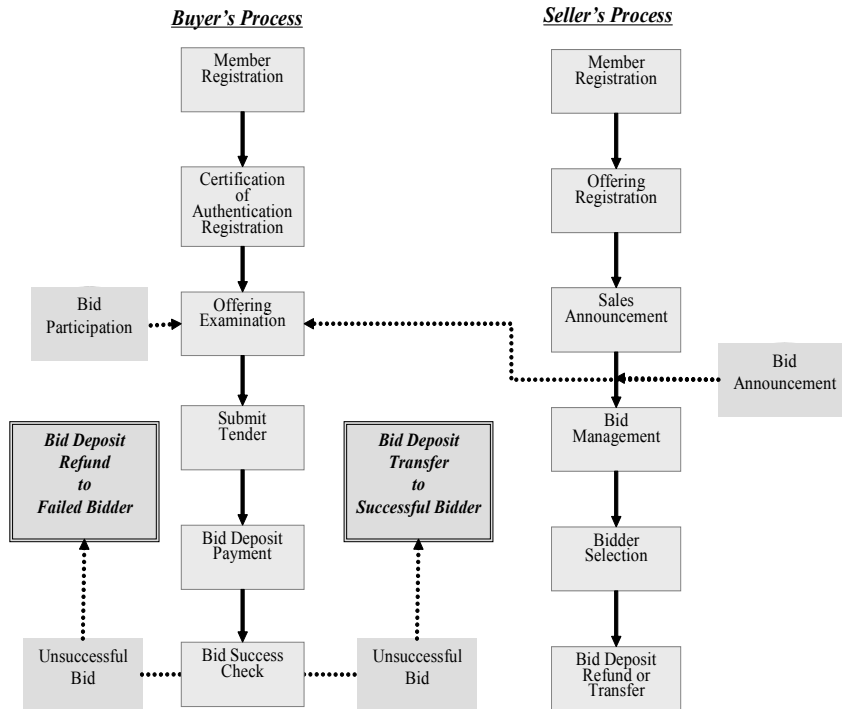 Buyer's Process
Seller's Process
Member
Registration
Member
Registration
Certification
of
Authentication
Registration
Offering
Registration
Bid
Participation
Offering
Examination
Sales
Announcement
Bid
Announcement
Bid Deposit
Refund
to
Failed Bidder
Submit
Tender
Bid Deposit
Transfer
to
Successful Bidder
Bid
Management
Bid Deposit
Payment
Bidder
Selection
Unsuccessful
Bid
Bid Success
Check
Unsuccessful
Bid
Bid Deposit
Refund or
Transfer